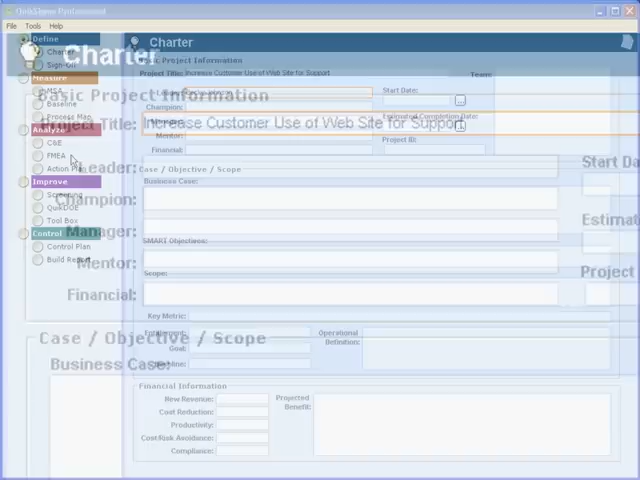 QuikSigma Professional
File Tools Help
Define
Charter
Sign-Off
Measure
MSA
Baseline
Process Map
Analyze
C&E
FMEA
Action Plan
Improve
Screening
QuikDOE
Tool Box
Control
Control Plan
Build Report
Charter
Basic Project Information
Project Title: Increase Customer Use of Web Site for Support
Team:
Champion:
Mentor:
Financial:
Start Date:
Estimated Completion Date:
Project ID:
Case / Objective / Scope
Business Case:
SMART Objectives:
Scope:
Key Metric:
Entitlement:
Goal:
Operational
Definition:
Financial Information
New Revenue:
Cost Reduction:
Productivity:
Cost/Risk Avoidance:
Compliance:
Projected
Benefit:
Charter
Basic Project Information
Project Title: Increase Customer Use of Web Site for Support
Leader:
Champion:
Manager:
Mentor:
Financial:
Start Da
Estimat
Project
Case / Objective / Scope
Business Case: